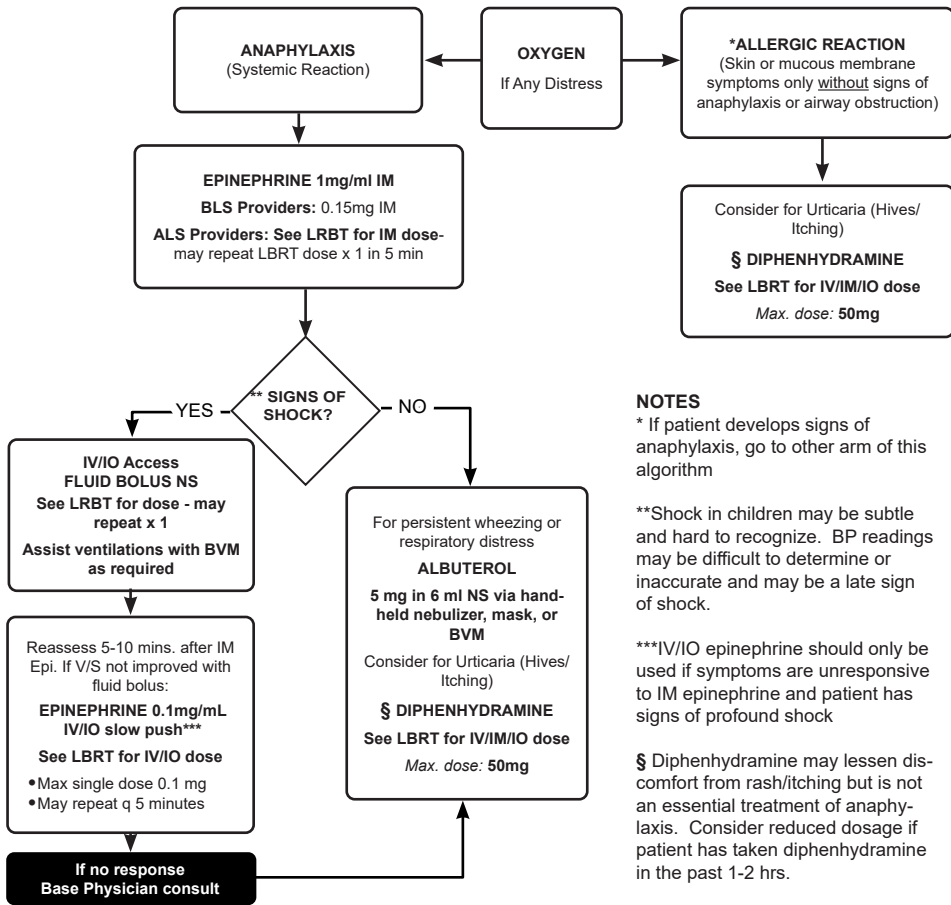 OXYGEN
If Any Distress
ANAPHYLAXIS
(Systemic Reaction)
*ALLERGIC REACTION
(Skin or mucous membrane
symptoms only without signs of
anaphylaxis or airway obstruction)
EPINEPHRINE 1mg/ml IM
BLS Providers: 0.15mg IM
ALS Providers: See LRBT for IM dose-
may repeat LBRT dose x 1 in 5 min
Consider for Urticaria (Hives/
Itching)
§ DIPHENHYDRAMINE
See LBRT for IV/IM/IO dose
Max. dose: 50mg
** SIGNS OF
SHOCK?
YES
NO
IV/IO Access
FLUID BOLUS NS
See LRBT for dose - may
repeat x 1
Assist ventilations with BVM
as required
Reassess 5-10 mins. after IM
Epi. If V/S not improved with
fluid bolus:
EPINEPHRINE 0.1mg/mL
IV/IO slow push***
See LBRT for IV/IO dose
•Max single dose 0.1 mg
•May repeat q 5 minutes
If no response
Base Physician consult
For persistent wheezing or
respiratory distress
ALBUTEROL
5 mg in 6 ml NS via hand-
held nebulizer, mask, or
BVM
Consider for Urticaria (Hives/
Itching)
§ DIPHENHYDRAMINE
See LBRT for IV/IM/IO dose
Max. dose: 50mg
NOTES
* If patient develops signs of
anaphylaxis, go to other arm of this
algorithm
**Shock in children may be subtle
and hard to recognize. BP readings
may be difficult to determine or
inaccurate and may be a late sign
of shock.
***IV/IO epinephrine should only be
used if symptoms are unresponsive
to IM epinephrine and patient has
signs of profound shock
§ Diphenhydramine may lessen dis-
comfort from rash/itching but is not
an essential treatment of anaphy-
laxis. Consider reduced dosage if
patient has taken diphenhydramine
in the past 1-2 hrs.